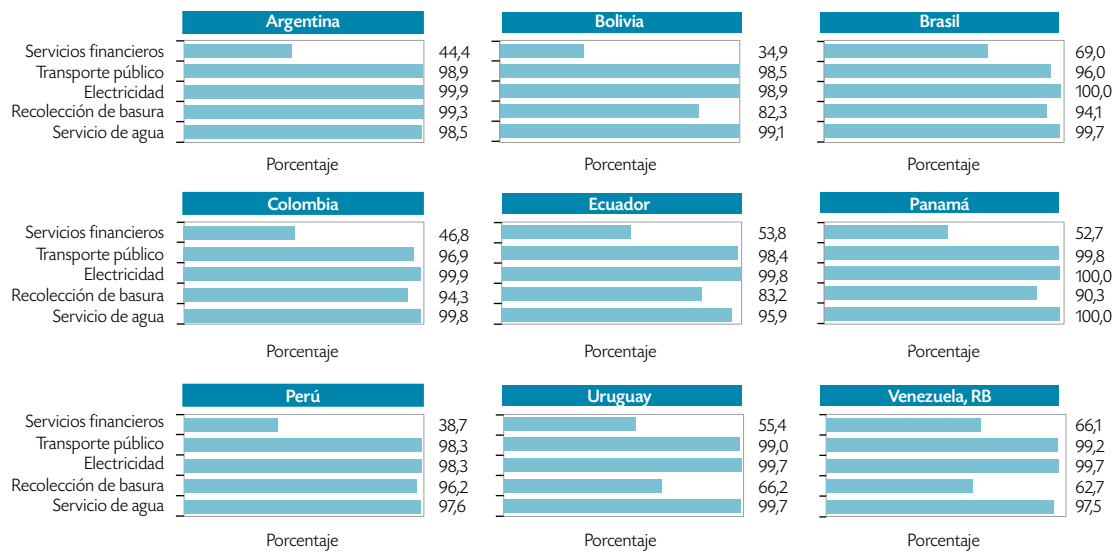 Argentina Bolivia Brasil
Servicios financieros 44,4 34,9 69,0
Transporte público 98,9 98,5 96,0
Electricidad 99,9 98,9 100,0
Recolección de basura 99,3 82,3 94,1
Servicio de agua 98,5 99,1 99,7
Porcentaje Porcentaje Porcentaje
Colombia Ecuador Panamá
Servicios financieros 46,8 53,8 52,7
Transporte público 96,9 98,4 99,8
Electricidad 99,9 99,8 100,0
Recolección de basura 94,3 83,2 90,3
Servicio de agua 99,8 95,9 100,0
Porcentaje Porcentaje Porcentaje
Perú Uruguay Venezuela, RB
Servicios financieros 38,7 55,4 66,1
Transporte público 98,3 99,0 99,2
Electricidad 98,3 99,7 99,7
Recolección de basura 96,2 66,2 62,7
Servicio de agua 97,6 99,7 97,5
Porcentaje Porcentaje Porcentaje